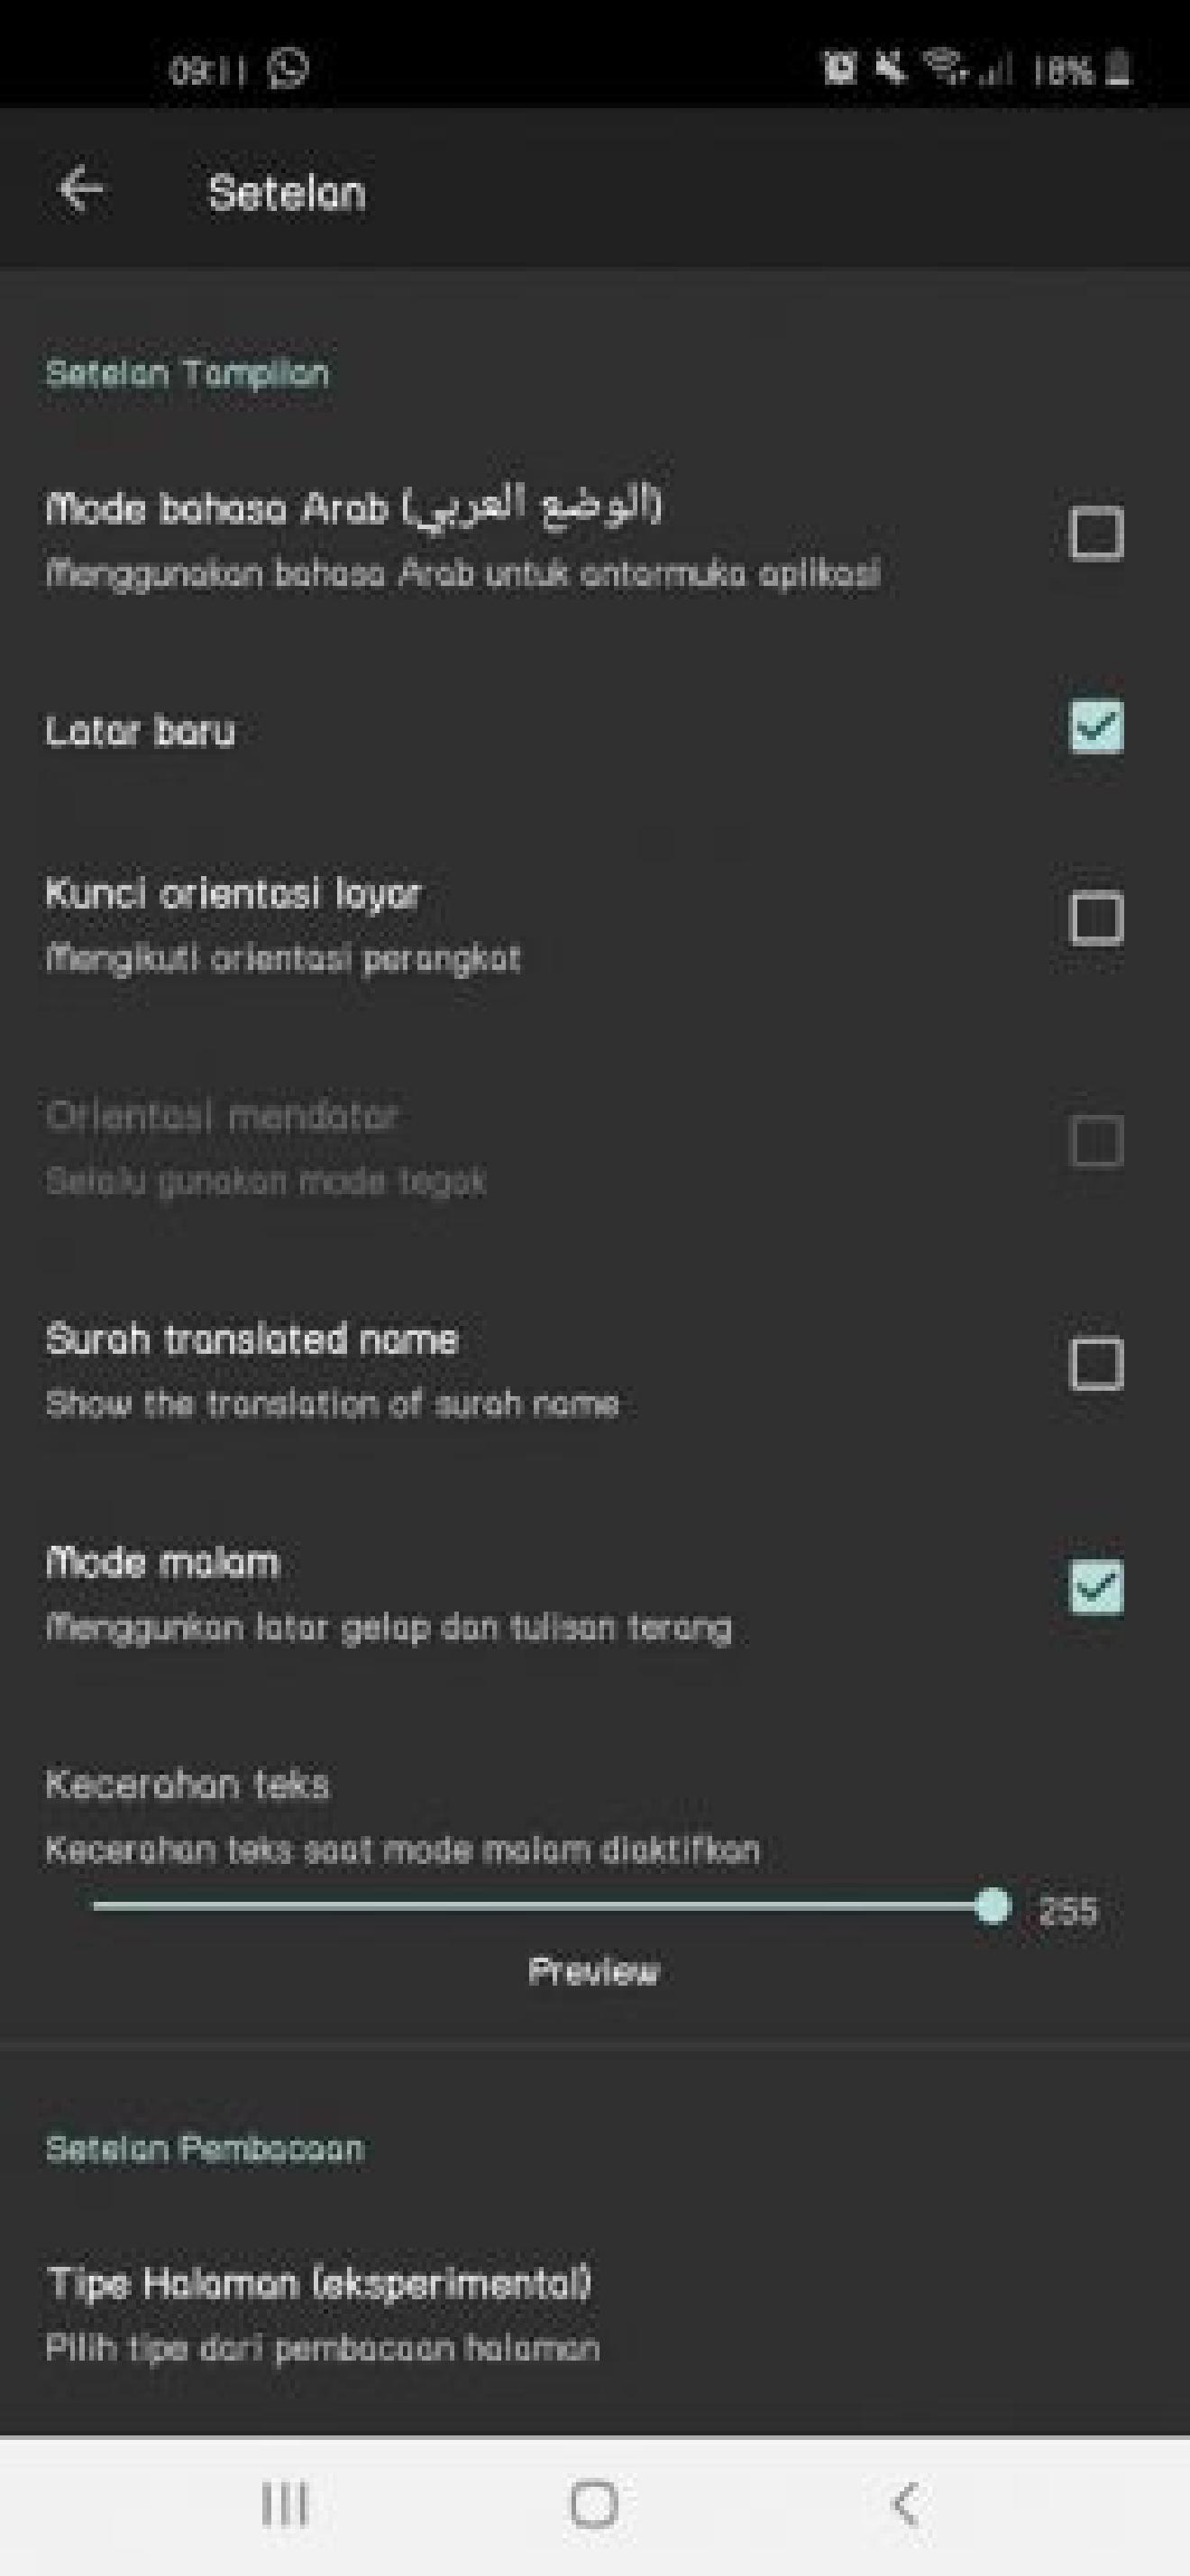 09:11
18%
Setelan
Setelan Tampilan
Mode bahasa Arab (الوضع العربي)
Menggunakan bahasa Arab untuk antarmuka aplikasi
Latar baru
Kunci orientasi layar
Mengikuti orientasi perangkat
Orientasi mendatar
Selalu gunakan mode tegak
Surah translated name
Show the translation of surah name
Mode malam
Menggunkan latar gelap dan tulisan terang
Kecerahan teks
Kecerahan teks saat mode malam diaktifkan
255
Preview
Setelan Pembacaan
Tipe Halaman (eksperimental)
Pilih tipe dari pembacaan halaman